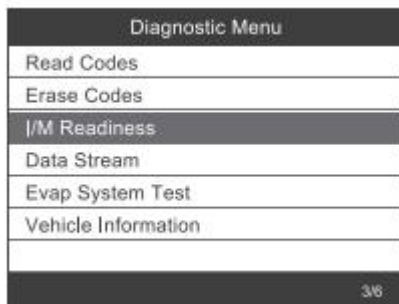 Diagnostic Menu
Read Codes
Erase Codes
I/M Readiness
Data Stream
Evap System Test
Vehicle Information
3/6